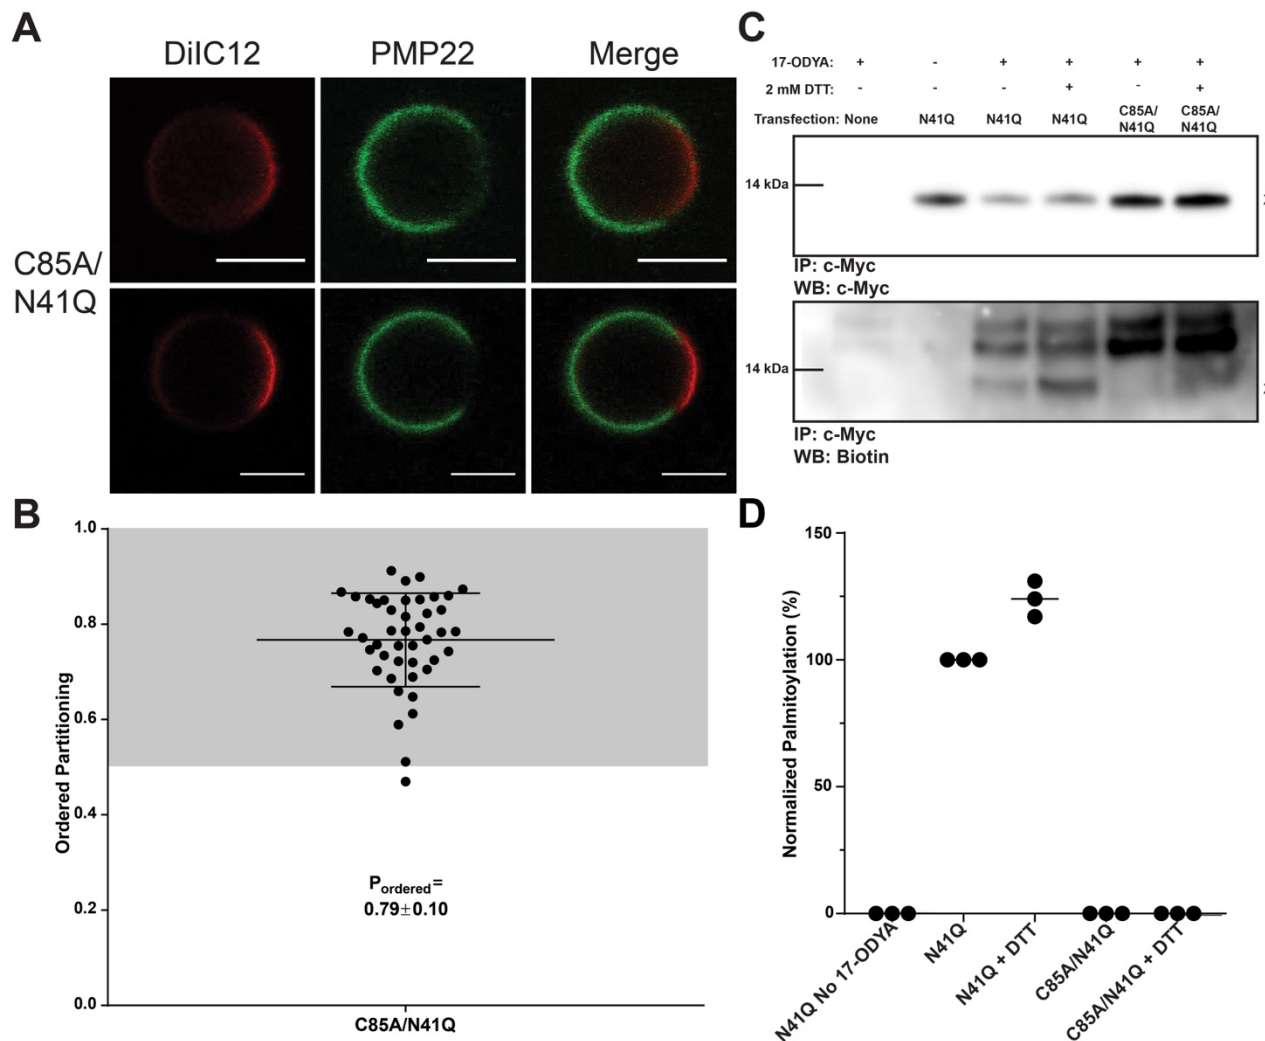 A
DiIC12 PMP22 Merge
C85A/
N41Q
B
Ordered Partitioning
1.0
0.8
0.6
0.4
0.2
0.0
P ordered =
0.79±0.10
C85A/N41Q
C
17-ODYA: + - + + + +
2 mM DTT: - - - + - +
Transfection: None N41Q N41Q N41Q C85A/ N41Q C85A/ N41Q
14 kDa
IP: c-Myc
WB: c-Myc
14 kDa
IP: c-Myc
WB: Biotin
D
Normalized Palmitoylation (%)
150
100
50
0
N41Q No 17-ODYA
N41Q
N41Q + DTT
C85A/N41Q
C85A/N41Q + DTT